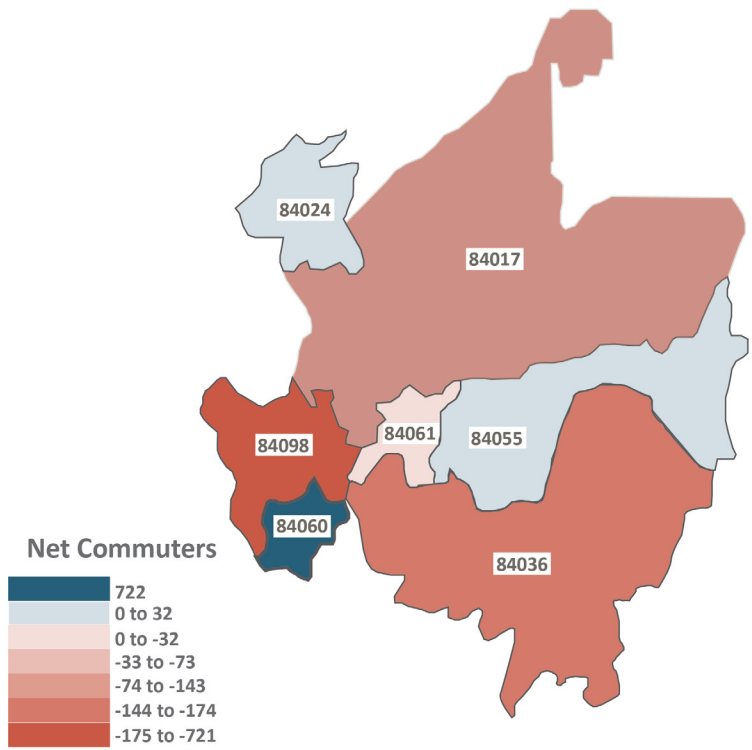 84024
84017
84061
84055
84098
84060
84036
Net Commuters
722
0 to 32
0 to -32
-33 to -73
-74 to -143
-144 to -174
-175 to -721